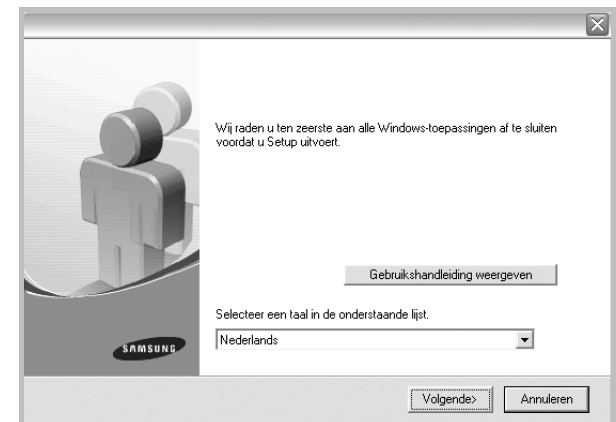 Wij raden u ten zeerste aan alle Windows-toepassingen af te sluiten
voordat u Setup uitvoert.
Gebruikshandleiding weergeven
Selecteer een taal in de onderstaande lijst.
Nederlands
SAMSUNG
Volgende>
Annuleren